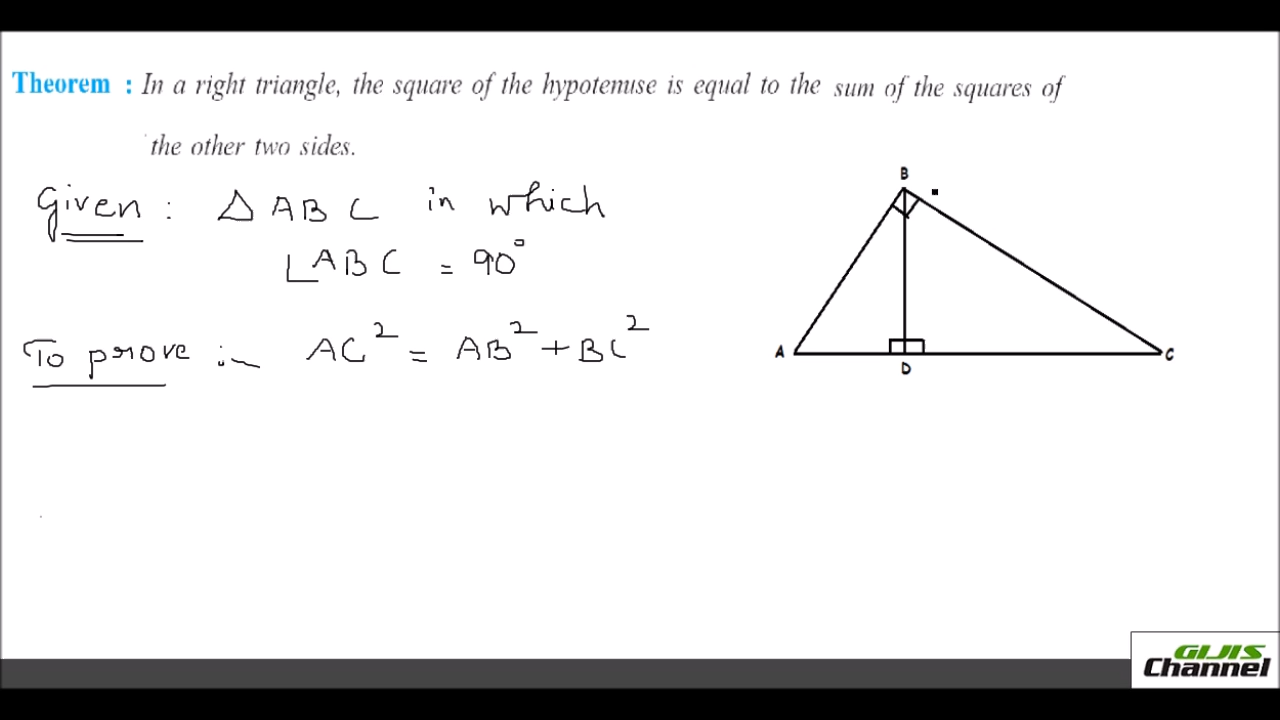 Theorem : In a right triangle, the square of the hypotenuse is equal to the sum of the squares of
the other two sides.
Given : △ ABC in which
∠ABC = 90°
To prove :- AC² = AB² + BC²
B
A
D
C
GIJIS
Channel